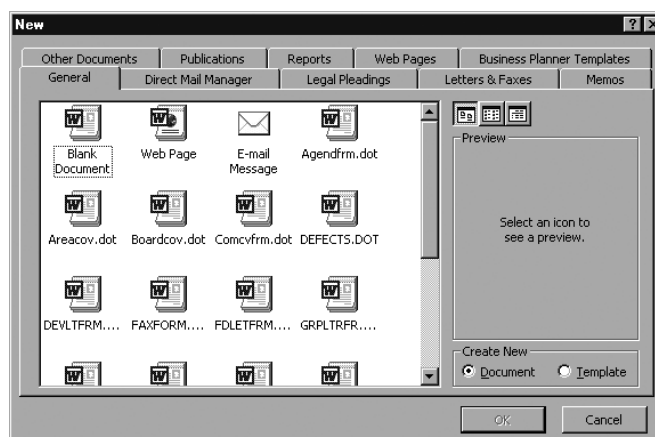 New
Other Documents Publications Reports Web Pages Business Planner Templates
General Direct Mail Manager Legal Pleadings Letters & Faxes Memos
Blank Document Web Page E-mail Message Agendfrm.dot
Areacov.dot Boardcov.dot Comcvfrm.dot DEFECTS.DOT
DEVLTFRM.... FAXFORM.... FDLETFRM.... GRPLTRFR....
Preview
Select an icon to
see a preview.
Create New
Document Template
OK Cancel